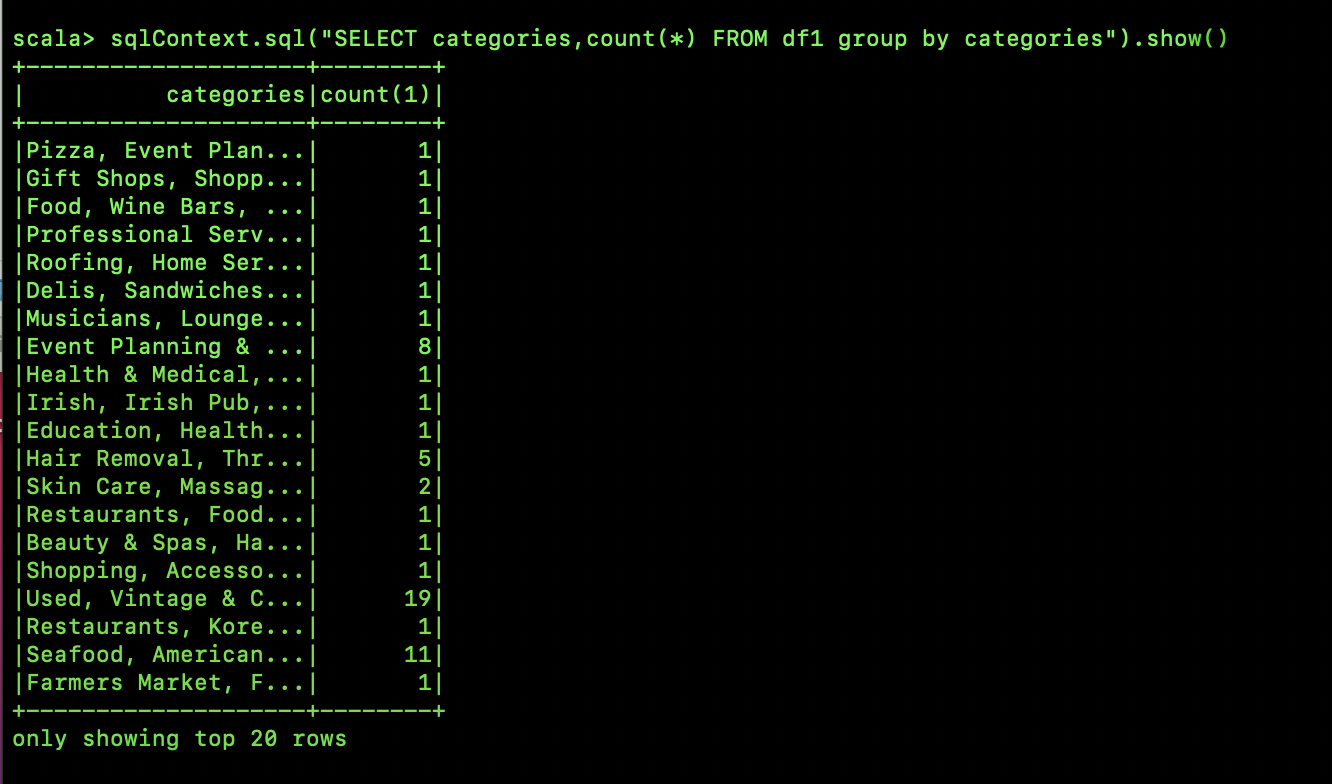 scala> sqlContext.sql("SELECT categories,count(*) FROM df1 group by categories").show()
+--------------------+--------+
|          categories|count(1)|
+--------------------+--------+
|Pizza, Event Plan...|       1|
|Gift Shops, Shopp...|       1|
|Food, Wine Bars, ...|       1|
|Professional Serv...|       1|
|Roofing, Home Ser...|       1|
|Delis, Sandwiches...|       1|
|Musicians, Lounge...|       1|
|Event Planning & ...|       8|
|Health & Medical,...|       1|
|Irish, Irish Pub,...|       1|
|Education, Health...|       1|
|Hair Removal, Thr...|       5|
|Skin Care, Massag...|       2|
|Restaurants, Food...|       1|
|Beauty & Spas, Ha...|       1|
|Shopping, Accesso...|       1|
|Used, Vintage & C...|      19|
|Restaurants, Kore...|       1|
|Seafood, American...|      11|
|Farmers Market, F...|       1|
+--------------------+--------+
only showing top 20 rows